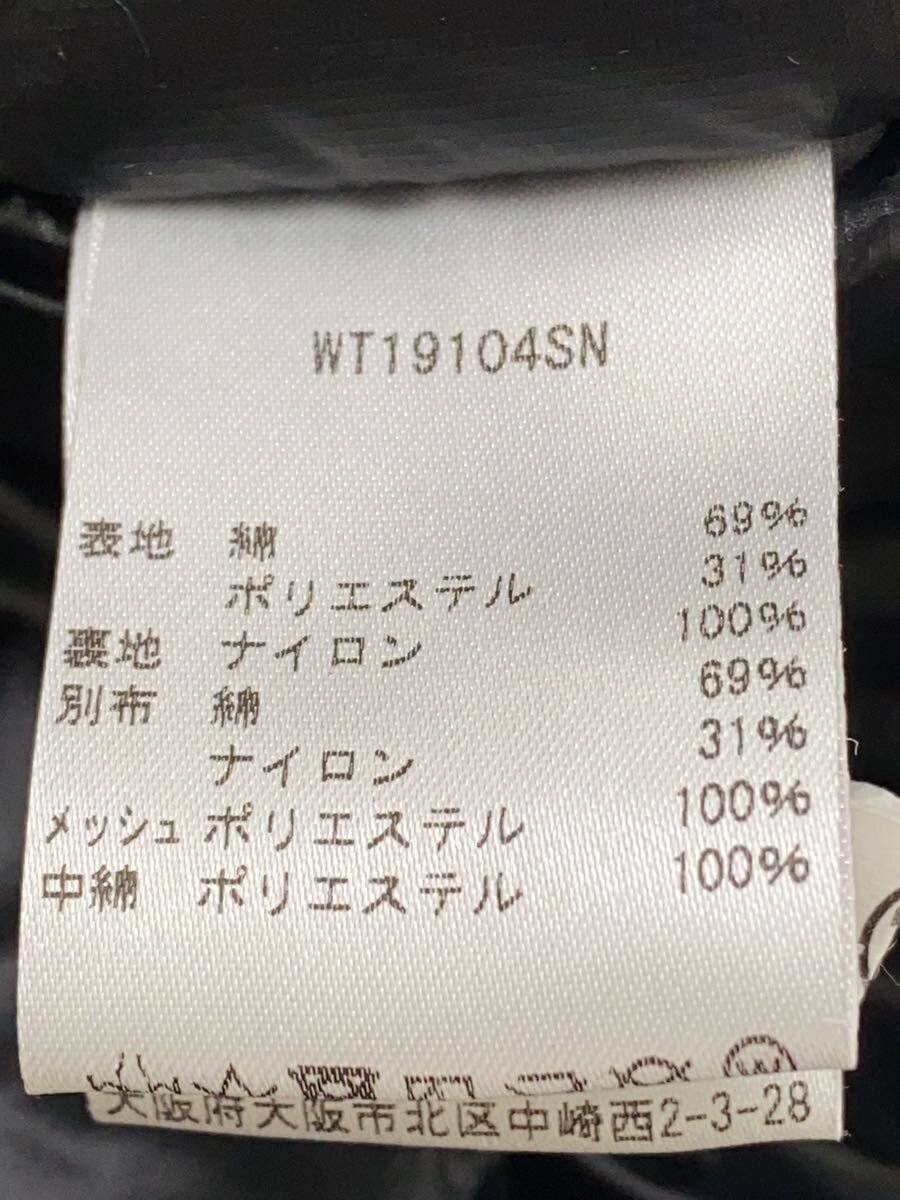 WT19104SN
表地 綿 69%
ポリエステル 31%
裏地 ナイロン 100%
別布 綿 69%
ナイロン 31%
メッシュ ポリエステル 100%
中綿 ポリエステル 100%
大阪府大阪市北区中崎西2-3-28